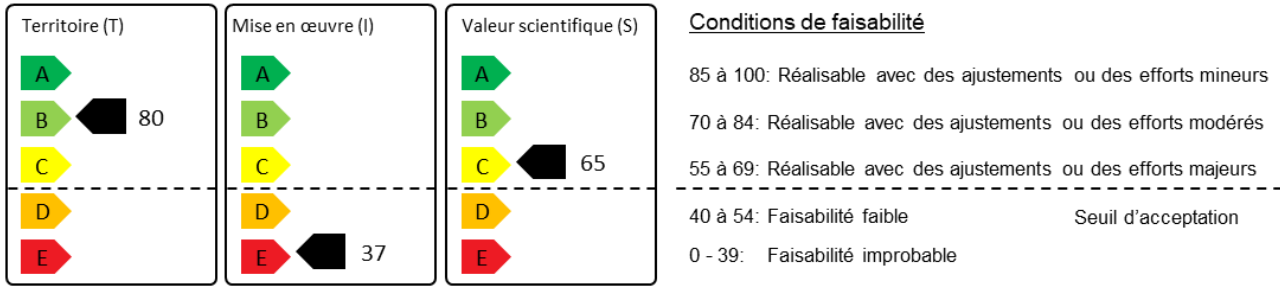 Territoire (T)
A
B 80
C
D
E
Mise en œuvre (I)
A
B
C
D
E 37
Valeur scientifique (S)
A
B
C 65
D
E
Conditions de faisabilité
85 à 100: Réalisable avec des ajustements ou des efforts mineurs
70 à 84: Réalisable avec des ajustements ou des efforts modérés
55 à 69: Réalisable avec des ajustements ou des efforts majeurs
40 à 54: Faisabilité faible Seuil d’acceptation
0 - 39: Faisabilité improbable